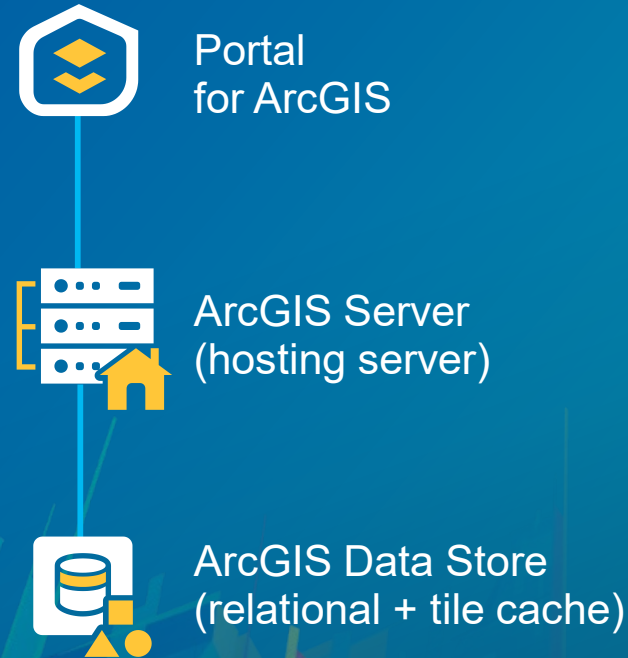 Portal
for ArcGIS
ArcGIS Server
(hosting server)
ArcGIS Data Store
(relational + tile cache)